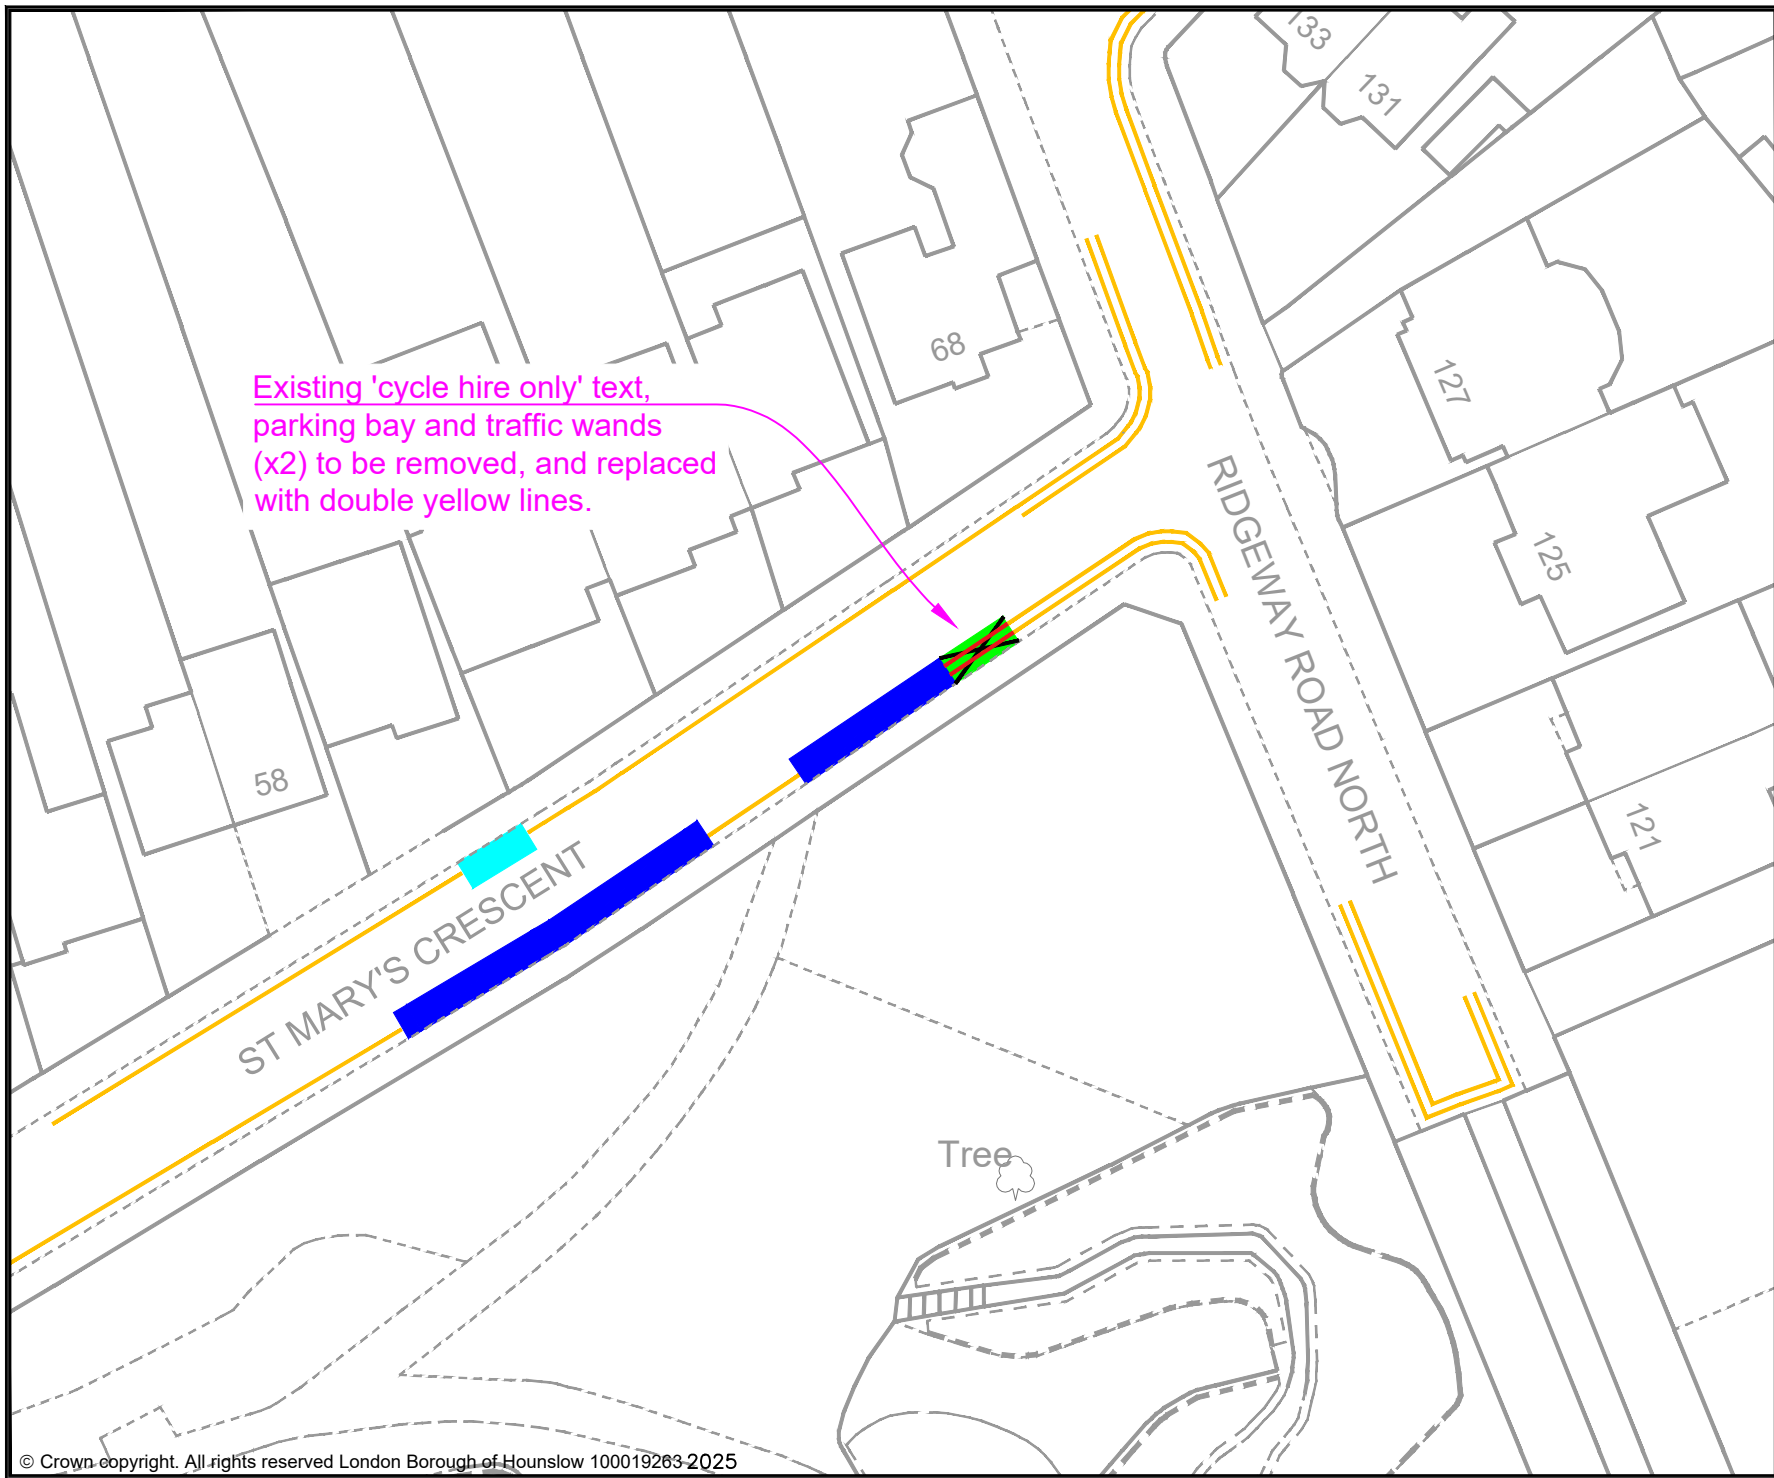 133
131
68
127
Existing 'cycle hire only' text,
parking bay and traffic wands
(x2) to be removed, and replaced
with double yellow lines.
RIDGEWAY ROAD NORTH
125
58
121
ST MARY'S CRESCENT
Tree
© Crown copyright. All rights reserved London Borough of Hounslow 100019263 2025